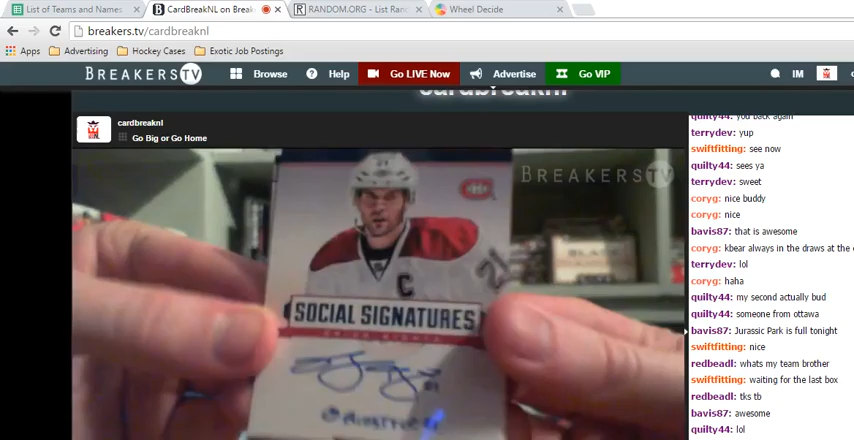 List of Teams and Names
CardBreakNL on Break
RANDOM.ORG - List Ran
Wheel Decide
breakers.tv/cardbreaknl
Apps
Advertising
Hockey Cases
Exotic Job Postings
BREAKERS TV
Browse
Help
Go LIVE Now
Advertise
Go VIP
IM
cardbreaknl
cardbreaknl
Go Big or Go Home
BREAKERS TV
21
C
SOCIAL SIGNATURES
quilty44: you back again
terrydev: yup
swiftfitting: see now
quilty44: sees ya
terrydev: sweet
coryg: nice buddy
coryg: nice
bavis87: that is awesome
coryg: kbear always in the draws at the e
terrydev: lol
coryg: haha
quilty44: my second actually bud
quilty44: someone from ottawa
bavis87: Jurassic Park is full tonight
swiftfitting: nice
redbeadl: whats my team brother
swiftfitting: waiting for the last box
redbeadl: tks tb
bavis87: awesome
quilty44: lol